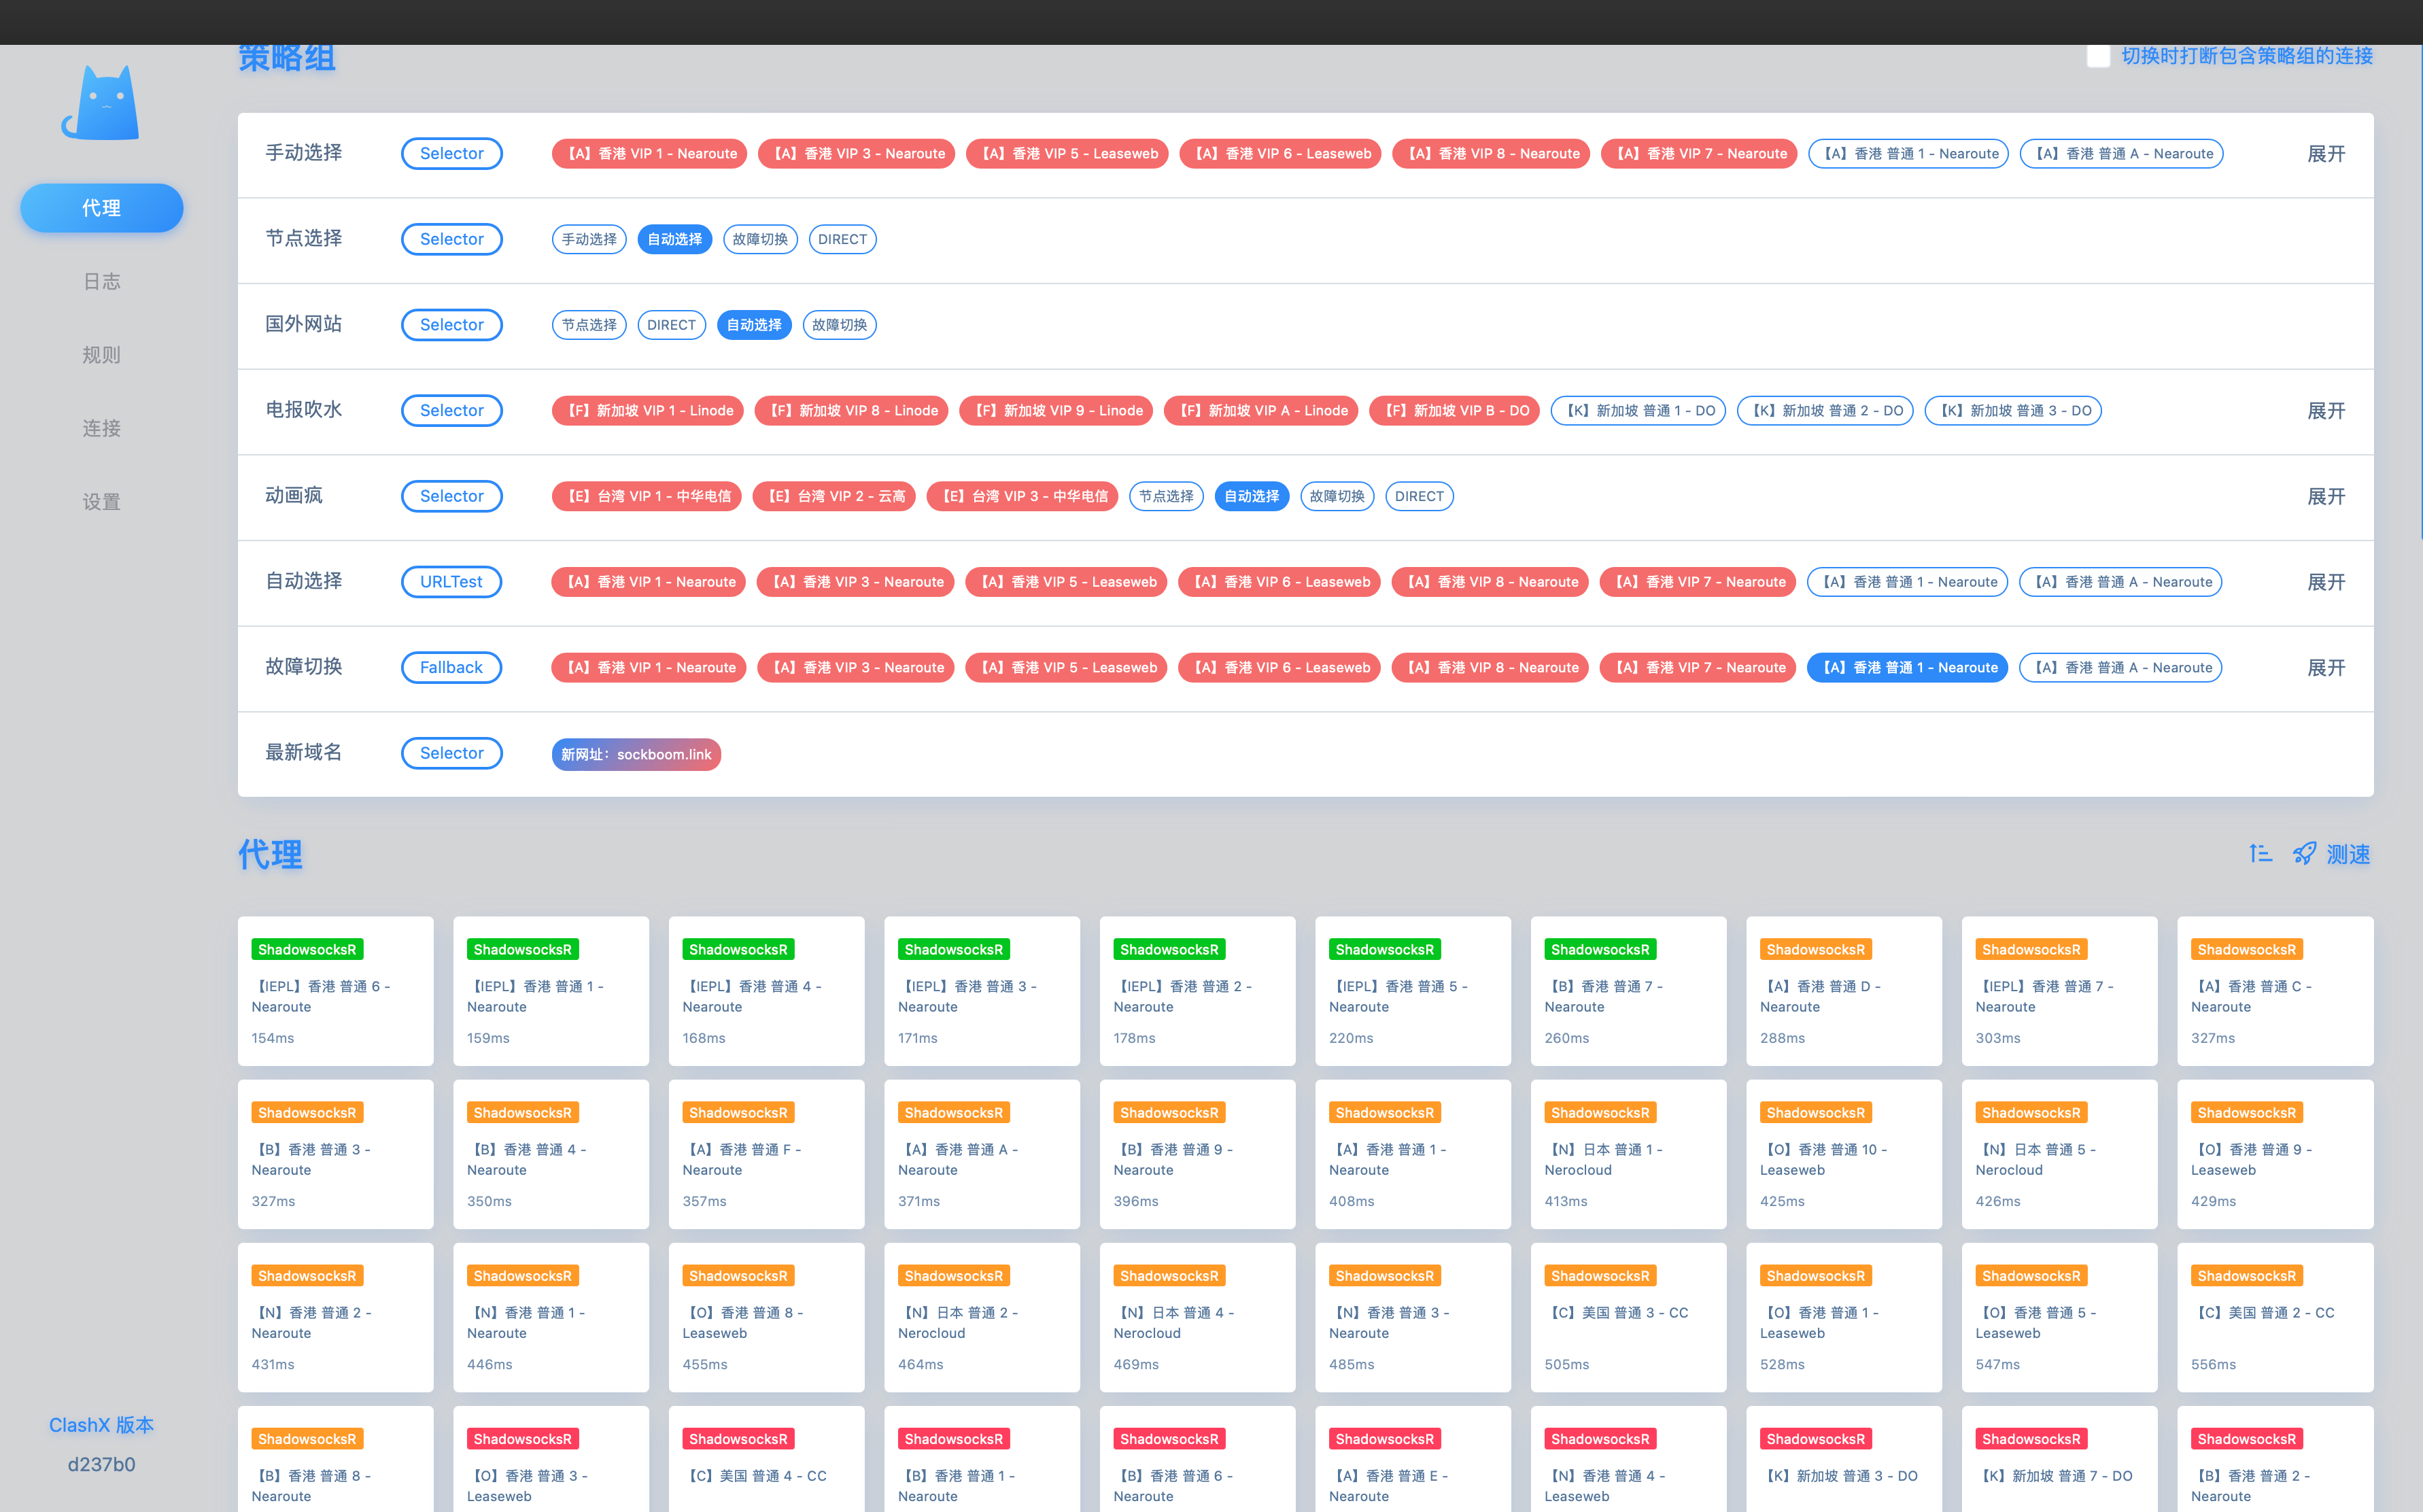 策略组
切换时打断包含策略组的连接
代理
日志
规则
连接
设置
ClashX 版本
d237b0
手动选择 Selector 【A】香港 VIP 1 - Nearoute 【A】香港 VIP 3 - Nearoute 【A】香港 VIP 5 - Leaseweb 【A】香港 VIP 6 - Leaseweb 【A】香港 VIP 8 - Nearoute 【A】香港 VIP 7 - Nearoute 【A】香港 普通 1 - Nearoute 【A】香港 普通 A - Nearoute 展开
节点选择 Selector 手动选择 自动选择 故障切换 DIRECT
国外网站 Selector 节点选择 DIRECT 自动选择 故障切换
电报吹水 Selector 【F】新加坡 VIP 1 - Linode 【F】新加坡 VIP 8 - Linode 【F】新加坡 VIP 9 - Linode 【F】新加坡 VIP A - Linode 【F】新加坡 VIP B - DO 【K】新加坡 普通 1 - DO 【K】新加坡 普通 2 - DO 【K】新加坡 普通 3 - DO 展开
动画疯 Selector 【E】台湾 VIP 1 - 中华电信 【E】台湾 VIP 2 - 云高 【E】台湾 VIP 3 - 中华电信 节点选择 自动选择 故障切换 DIRECT 展开
自动选择 URLTest 【A】香港 VIP 1 - Nearoute 【A】香港 VIP 3 - Nearoute 【A】香港 VIP 5 - Leaseweb 【A】香港 VIP 6 - Leaseweb 【A】香港 VIP 8 - Nearoute 【A】香港 VIP 7 - Nearoute 【A】香港 普通 1 - Nearoute 【A】香港 普通 A - Nearoute 展开
故障切换 Fallback 【A】香港 VIP 1 - Nearoute 【A】香港 VIP 3 - Nearoute 【A】香港 VIP 5 - Leaseweb 【A】香港 VIP 6 - Leaseweb 【A】香港 VIP 8 - Nearoute 【A】香港 VIP 7 - Nearoute 【A】香港 普通 1 - Nearoute 【A】香港 普通 A - Nearoute 展开
最新域名 Selector 新网址：sockboom.link
代理 测速
ShadowsocksR ShadowsocksR ShadowsocksR ShadowsocksR ShadowsocksR ShadowsocksR ShadowsocksR ShadowsocksR ShadowsocksR ShadowsocksR
【IEPL】香港 普通 6 - 【IEPL】香港 普通 1 - 【IEPL】香港 普通 4 - 【IEPL】香港 普通 3 - 【IEPL】香港 普通 2 - 【IEPL】香港 普通 5 - 【B】香港 普通 7 - 【A】香港 普通 D - 【IEPL】香港 普通 7 - 【A】香港 普通 C -
Nearoute Nearoute Nearoute Nearoute Nearoute Nearoute Nearoute Nearoute Nearoute Nearoute
154ms 159ms 168ms 171ms 178ms 220ms 260ms 288ms 303ms 327ms
ShadowsocksR ShadowsocksR ShadowsocksR ShadowsocksR ShadowsocksR ShadowsocksR ShadowsocksR ShadowsocksR ShadowsocksR ShadowsocksR
【B】香港 普通 3 - 【B】香港 普通 4 - 【A】香港 普通 F - 【A】香港 普通 A - 【B】香港 普通 9 - 【A】香港 普通 1 - 【N】日本 普通 1 - 【O】香港 普通 10 - 【N】日本 普通 5 - 【O】香港 普通 9 -
Nearoute Nearoute Nearoute Nearoute Nearoute Nearoute Nerocloud Leaseweb Nerocloud Leaseweb
327ms 350ms 357ms 371ms 396ms 408ms 413ms 425ms 426ms 429ms
ShadowsocksR ShadowsocksR ShadowsocksR ShadowsocksR ShadowsocksR ShadowsocksR ShadowsocksR ShadowsocksR ShadowsocksR ShadowsocksR
【N】香港 普通 2 - 【N】香港 普通 1 - 【O】香港 普通 8 - 【N】日本 普通 2 - 【N】日本 普通 4 - 【N】香港 普通 3 - 【C】美国 普通 3 - CC 【O】香港 普通 1 - 【O】香港 普通 5 - 【C】美国 普通 2 - CC
Nearoute Nearoute Leaseweb Nerocloud Nerocloud Nearoute Leaseweb Leaseweb
431ms 446ms 455ms 464ms 469ms 485ms 505ms 528ms 547ms 556ms
ShadowsocksR ShadowsocksR ShadowsocksR ShadowsocksR ShadowsocksR ShadowsocksR ShadowsocksR ShadowsocksR ShadowsocksR ShadowsocksR
【B】香港 普通 8 - 【O】香港 普通 3 - 【C】美国 普通 4 - CC 【B】香港 普通 1 - 【B】香港 普通 6 - 【A】香港 普通 E - 【N】香港 普通 4 - 【K】新加坡 普通 3 - DO 【K】新加坡 普通 7 - DO 【B】香港 普通 2 -
Nearoute Leaseweb Nearoute Nearoute Nearoute Leaseweb Nearoute